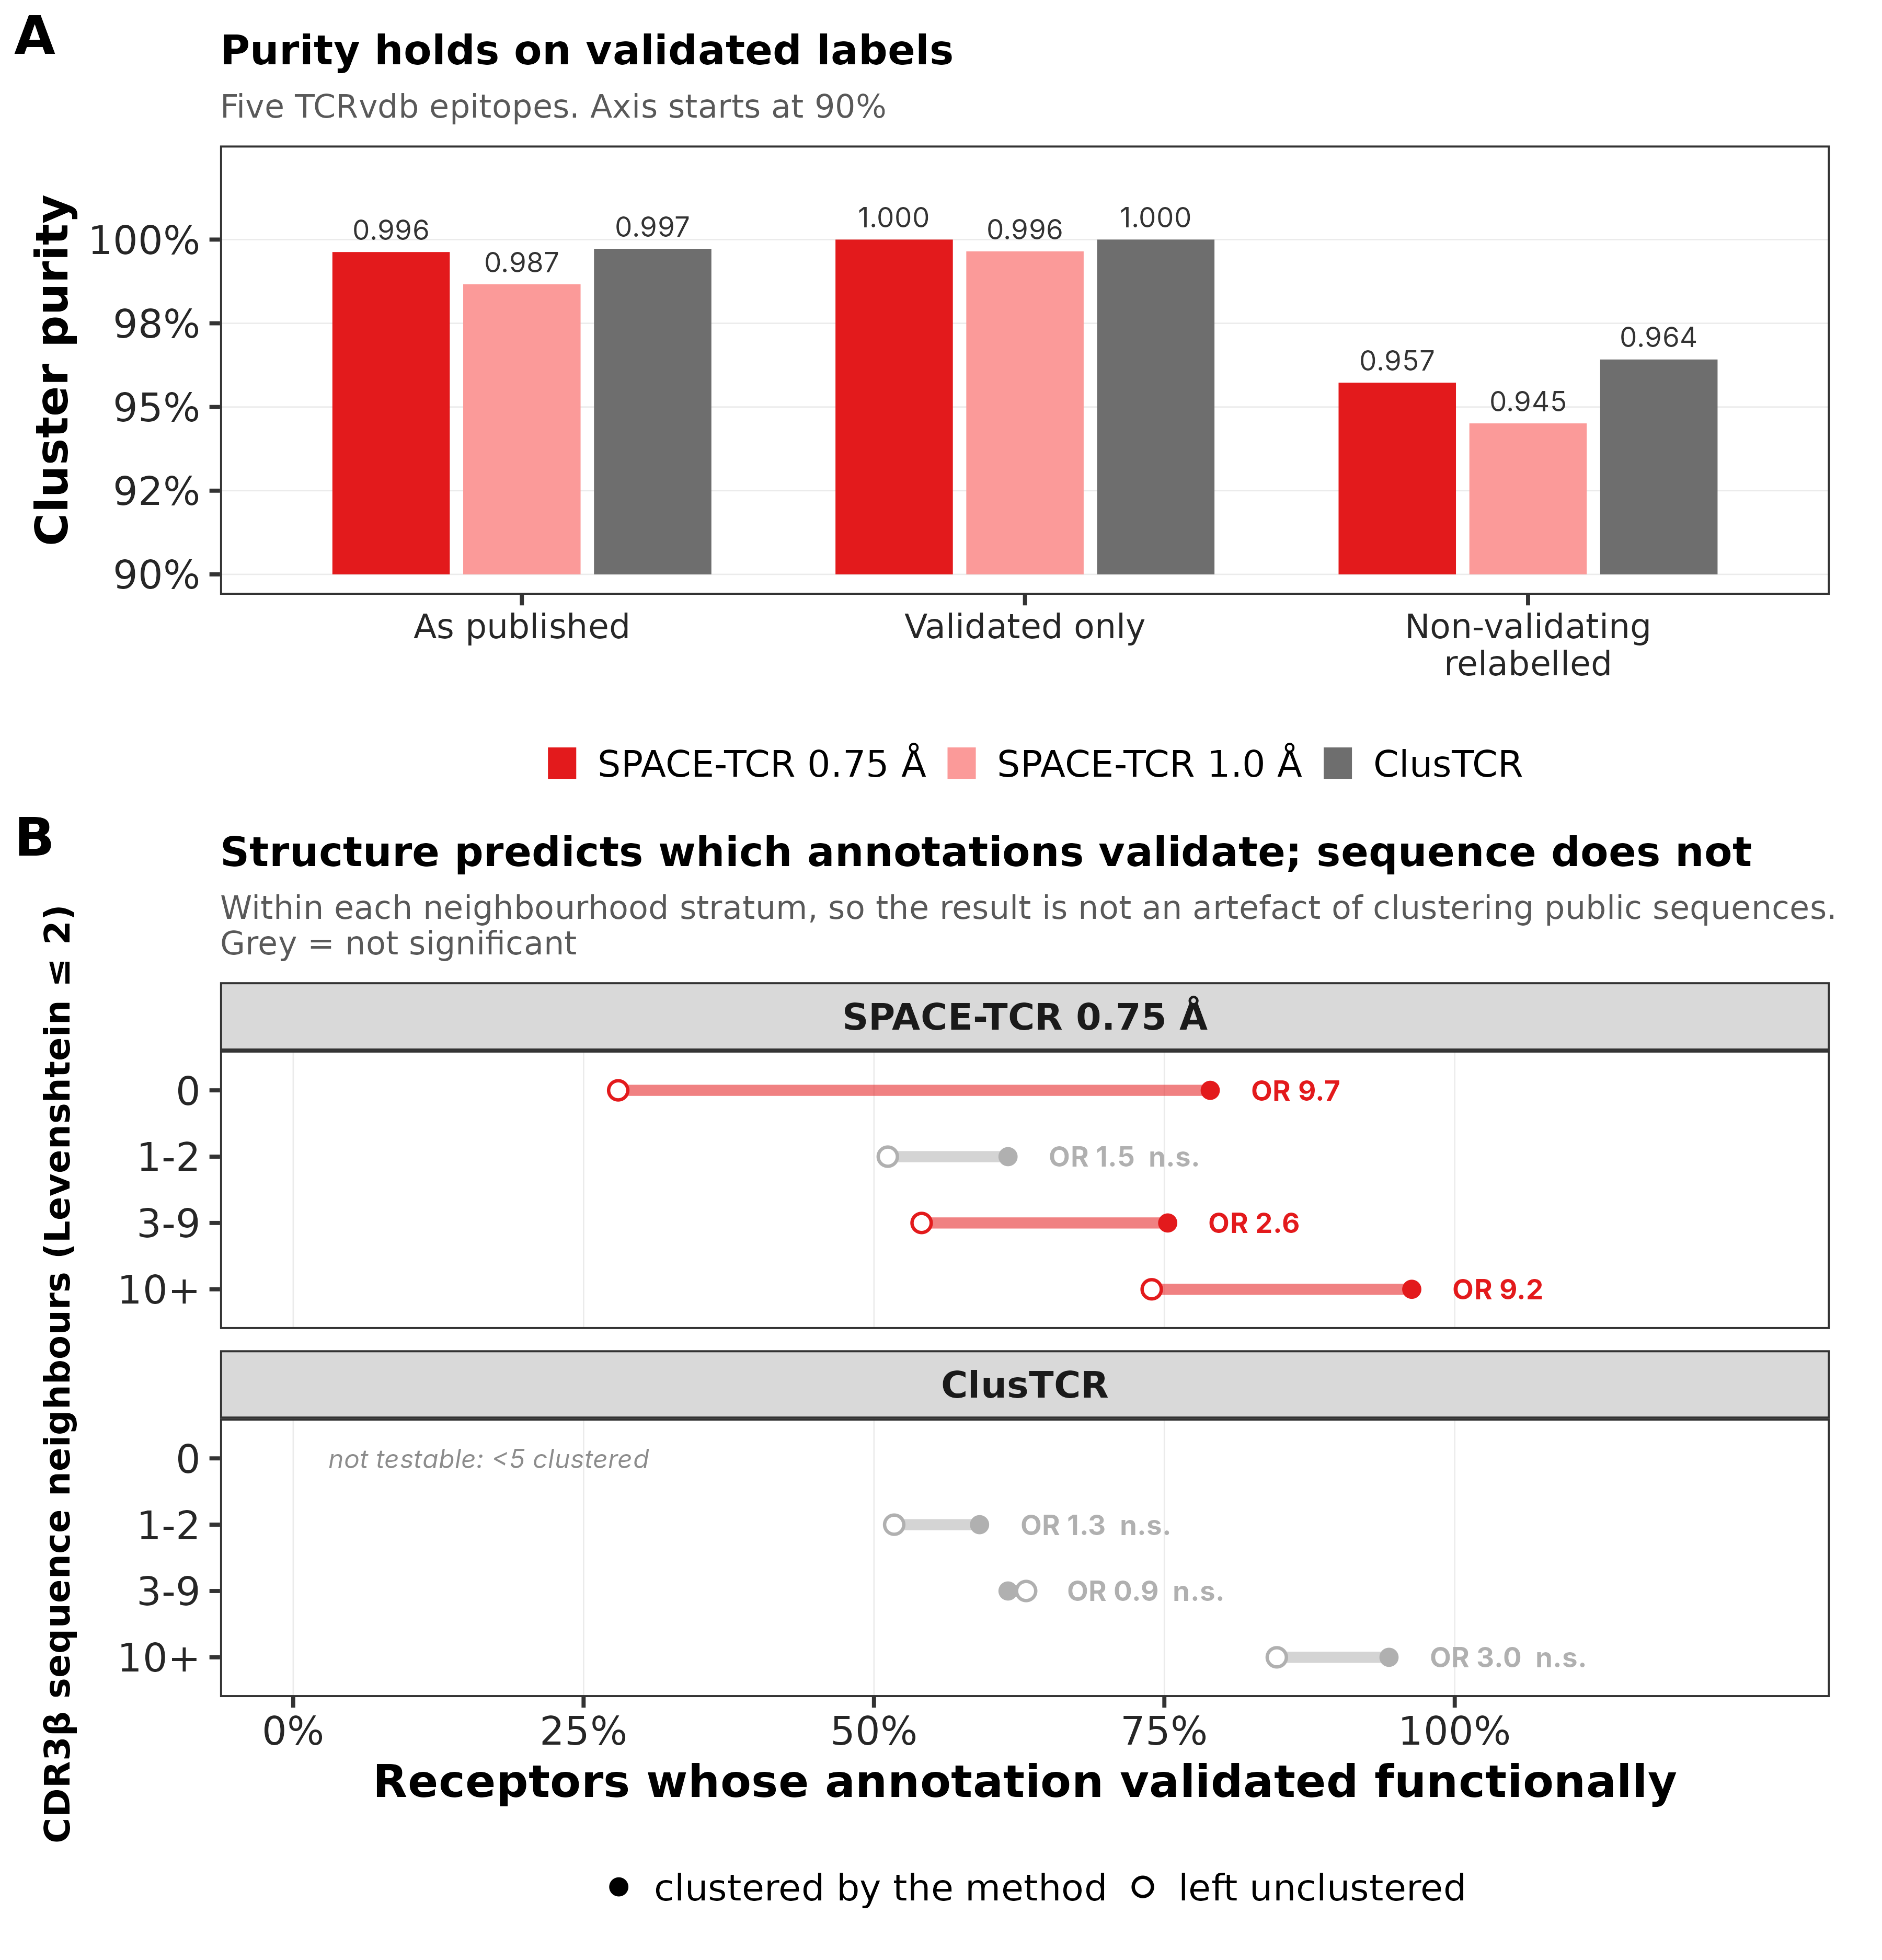 A
Purity holds on validated labels
Five TCRvdb epitopes. Axis starts at 90%
Cluster purity
100%
98%
95%
92%
90%
0.996
0.987
0.997
1.000
0.996
1.000
0.957
0.945
0.964
As published
Validated only
Non-validating
relabelled
SPACE-TCR 0.75 Å
SPACE-TCR 1.0 Å
ClusTCR
B
Structure predicts which annotations validate; sequence does not
Within each neighbourhood stratum, so the result is not an artefact of clustering public sequences.
Grey = not significant
CDR3β sequence neighbours (Levenshtein ≤ 2)
SPACE-TCR 0.75 Å
0
OR 9.7
1-2
OR 1.5 n.s.
3-9
OR 2.6
10+
OR 9.2
ClusTCR
0
not testable: <5 clustered
1-2
OR 1.3 n.s.
3-9
OR 0.9 n.s.
10+
OR 3.0 n.s.
0%
25%
50%
75%
100%
Receptors whose annotation validated functionally
clustered by the method
left unclustered